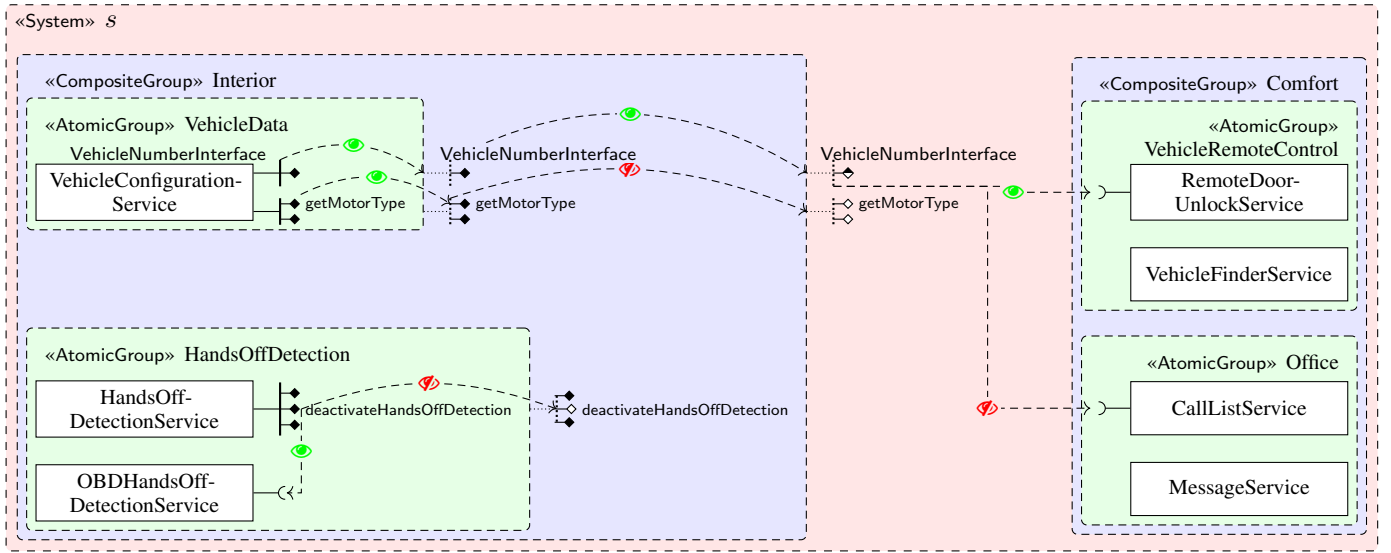 «System» s
«CompositeGroup» Interior
«AtomicGroup» VehicleData
VehicleNumberInterface
VehicleConfiguration-
Service
getMotorType
VehicleNumberInterface
getMotorType
VehicleNumberInterface
getMotorType
«AtomicGroup» HandsOffDetection
HandsOff-
DetectionService
deactivateHandsOffDetection
OBDHandsOff-
DetectionService
deactivateHandsOffDetection
«CompositeGroup» Comfort
«AtomicGroup»
VehicleRemoteControl
RemoteDoor-
UnlockService
VehicleFinderService
«AtomicGroup» Office
CallListService
MessageService